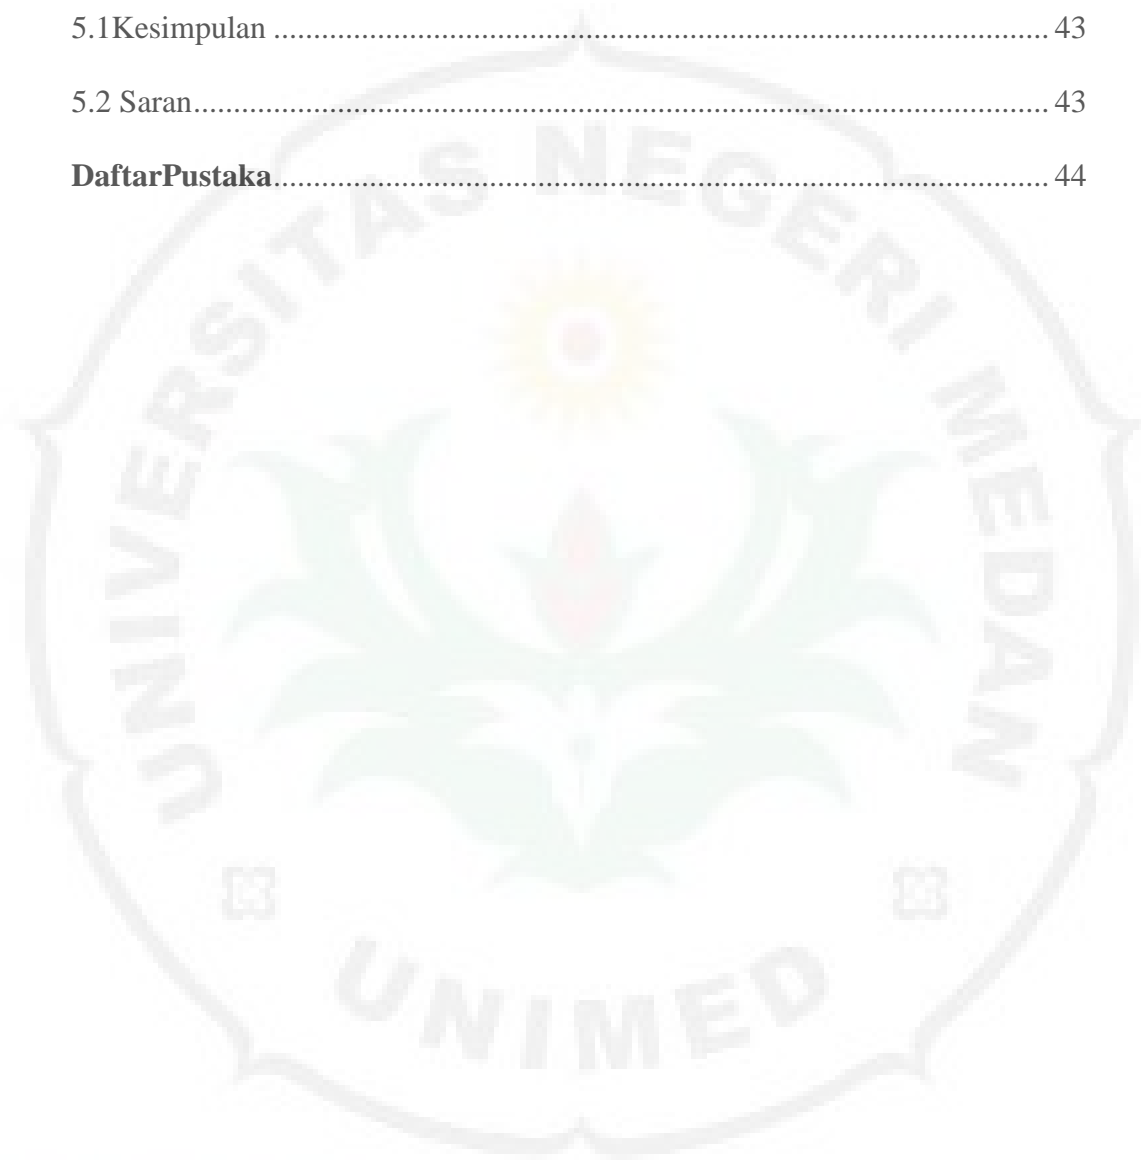 5.1Kesimpulan .................................................................................................. 43
5.2 Saran............................................................................................................ 43
DaftarPustaka.................................................................................................. 44
UNIVERSITAS NEGERI MEDAN
UNIMED